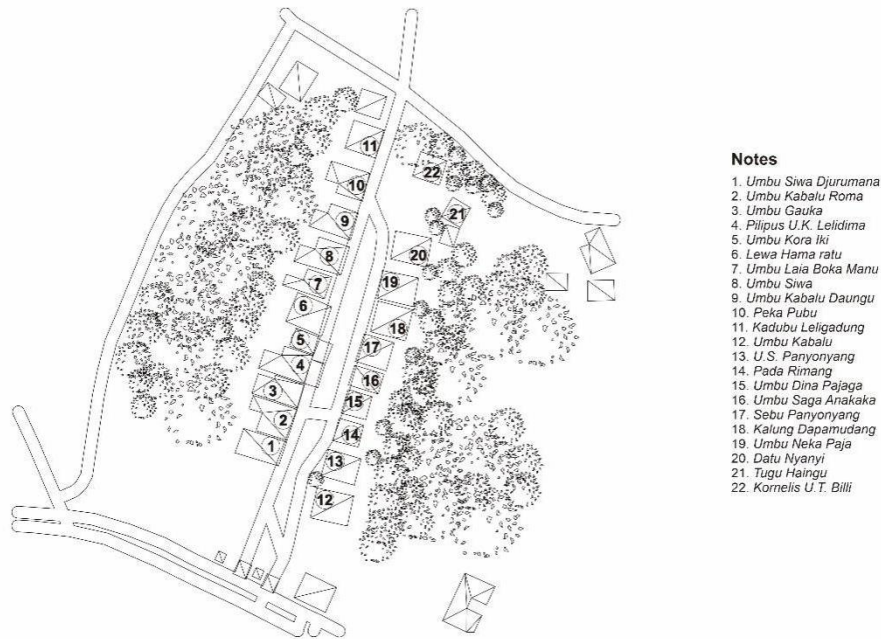 11
22
10
21
9
20
8
7
19
6
18
5
17
4
16
3
15
2
14
1
13
12
Notes
1. Umbu Siwa Djurumana
2. Umbu Kabalu Roma
3. Umbu Gauka
4. Pilipus U.K. Lelidima
5. Umbu Kora Iki
6. Lewa Hama ratu
7. Umbu Laia Boka Manu
8. Umbu Siwa
9. Umbu Kabalu Daungu
10. Peka Pubu
11. Kadubu Leligadung
12. Umbu Kabalu
13. U.S. Panyonyang
14. Pada Rimang
15. Umbu Dina Pajaga
16. Umbu Saga Anakaka
17. Sebu Panyonyang
18. Kalung Dapamudang
19. Umbu Neka Paja
20. Datu Nyanyi
21. Tugu Haingu
22. Kornelis U.T. Billi